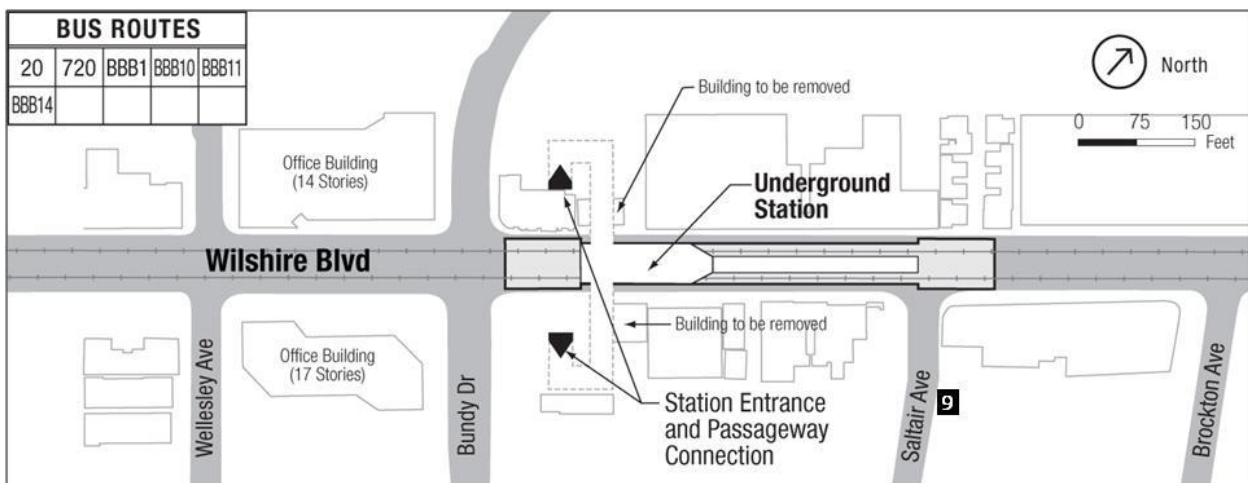 BUS ROUTES
20 720 BBB1 BBB10 BBB11
BBB14
North
0 75 150
Feet
Building to be removed
Office Building
(14 Stories)
Underground
Station
Wilshire Blvd
Building to be removed
Office Building
(17 Stories)
Wellesley Ave
Bundy Dr
Station Entrance
and Passageway
Connection
Saltair Ave
9
Brockton Ave